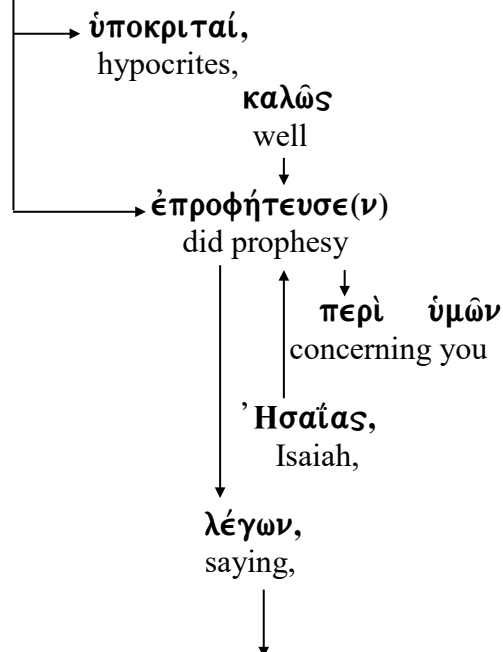 ὑποκριταί,
hypocrites,
καλῶς
well
ἐπροφήτευσε(ν)
did prophesy
περὶ ὑμῶν
concerning you
Ἠσαΐας,
Isaiah,
λέγων,
saying,